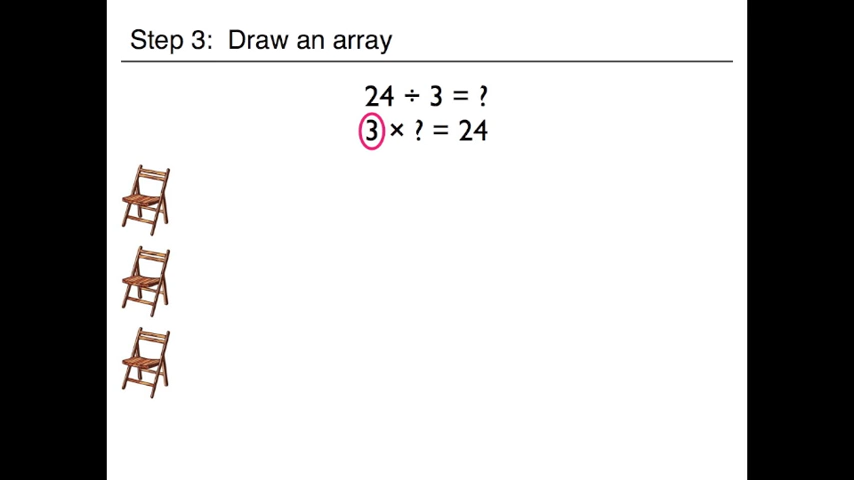 Step 3: Draw an array
24 ÷ 3 = ?
3 × ? = 24